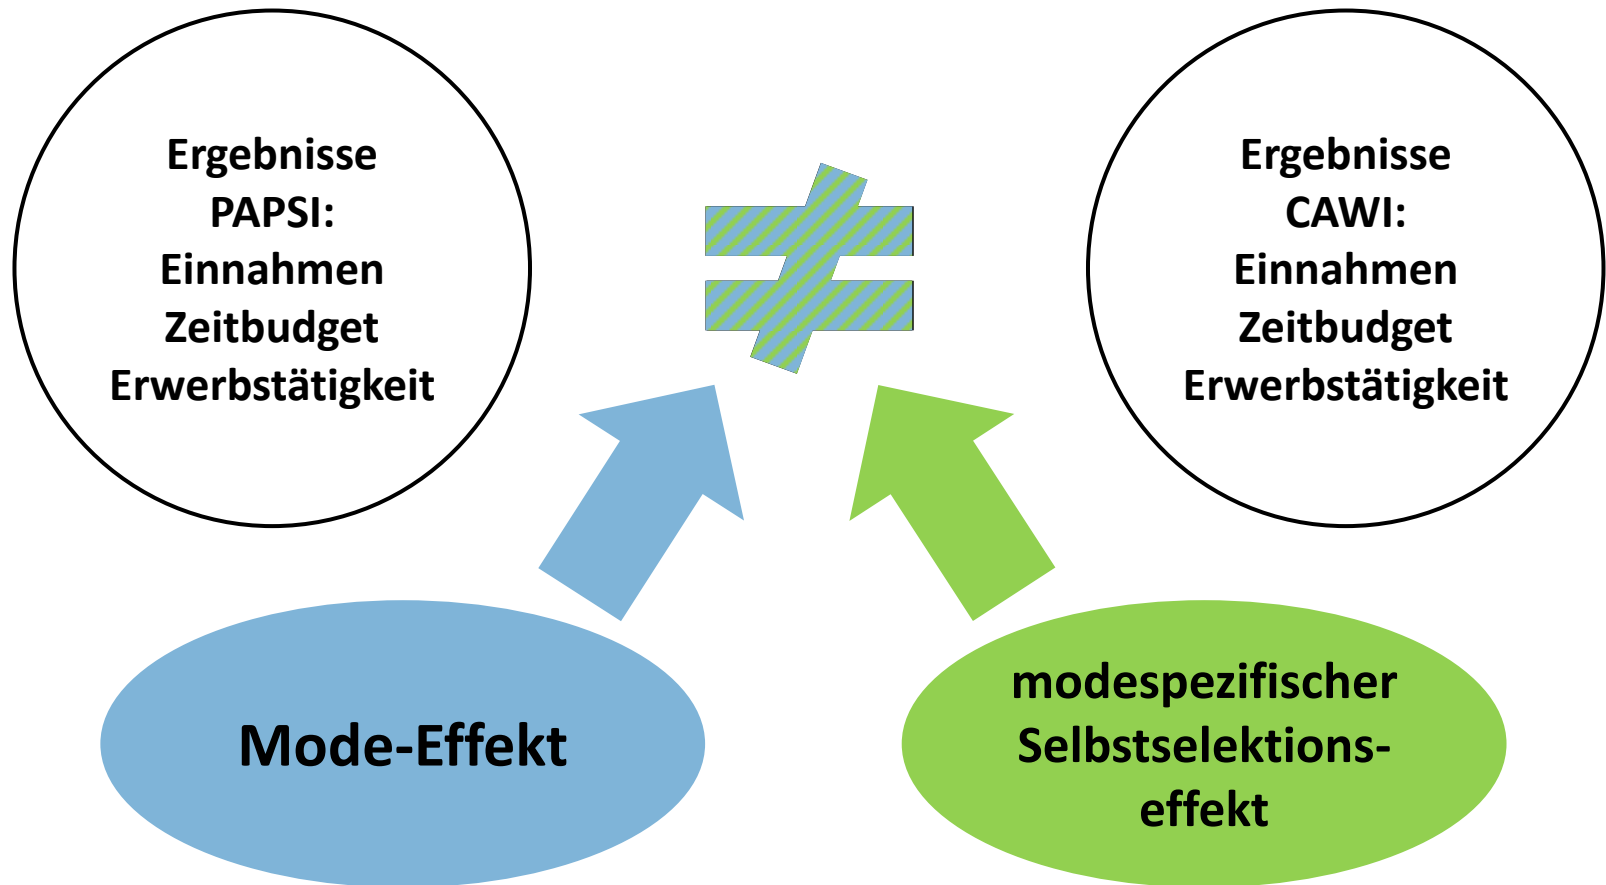 Ergebnisse
PAPSI:
Einnahmen
Zeitbudget
Erwerbstätigkeit
≠
Ergebnisse
CAWI:
Einnahmen
Zeitbudget
Erwerbstätigkeit
Mode-Effekt
modespezifischer
Selbstselektions-
effekt